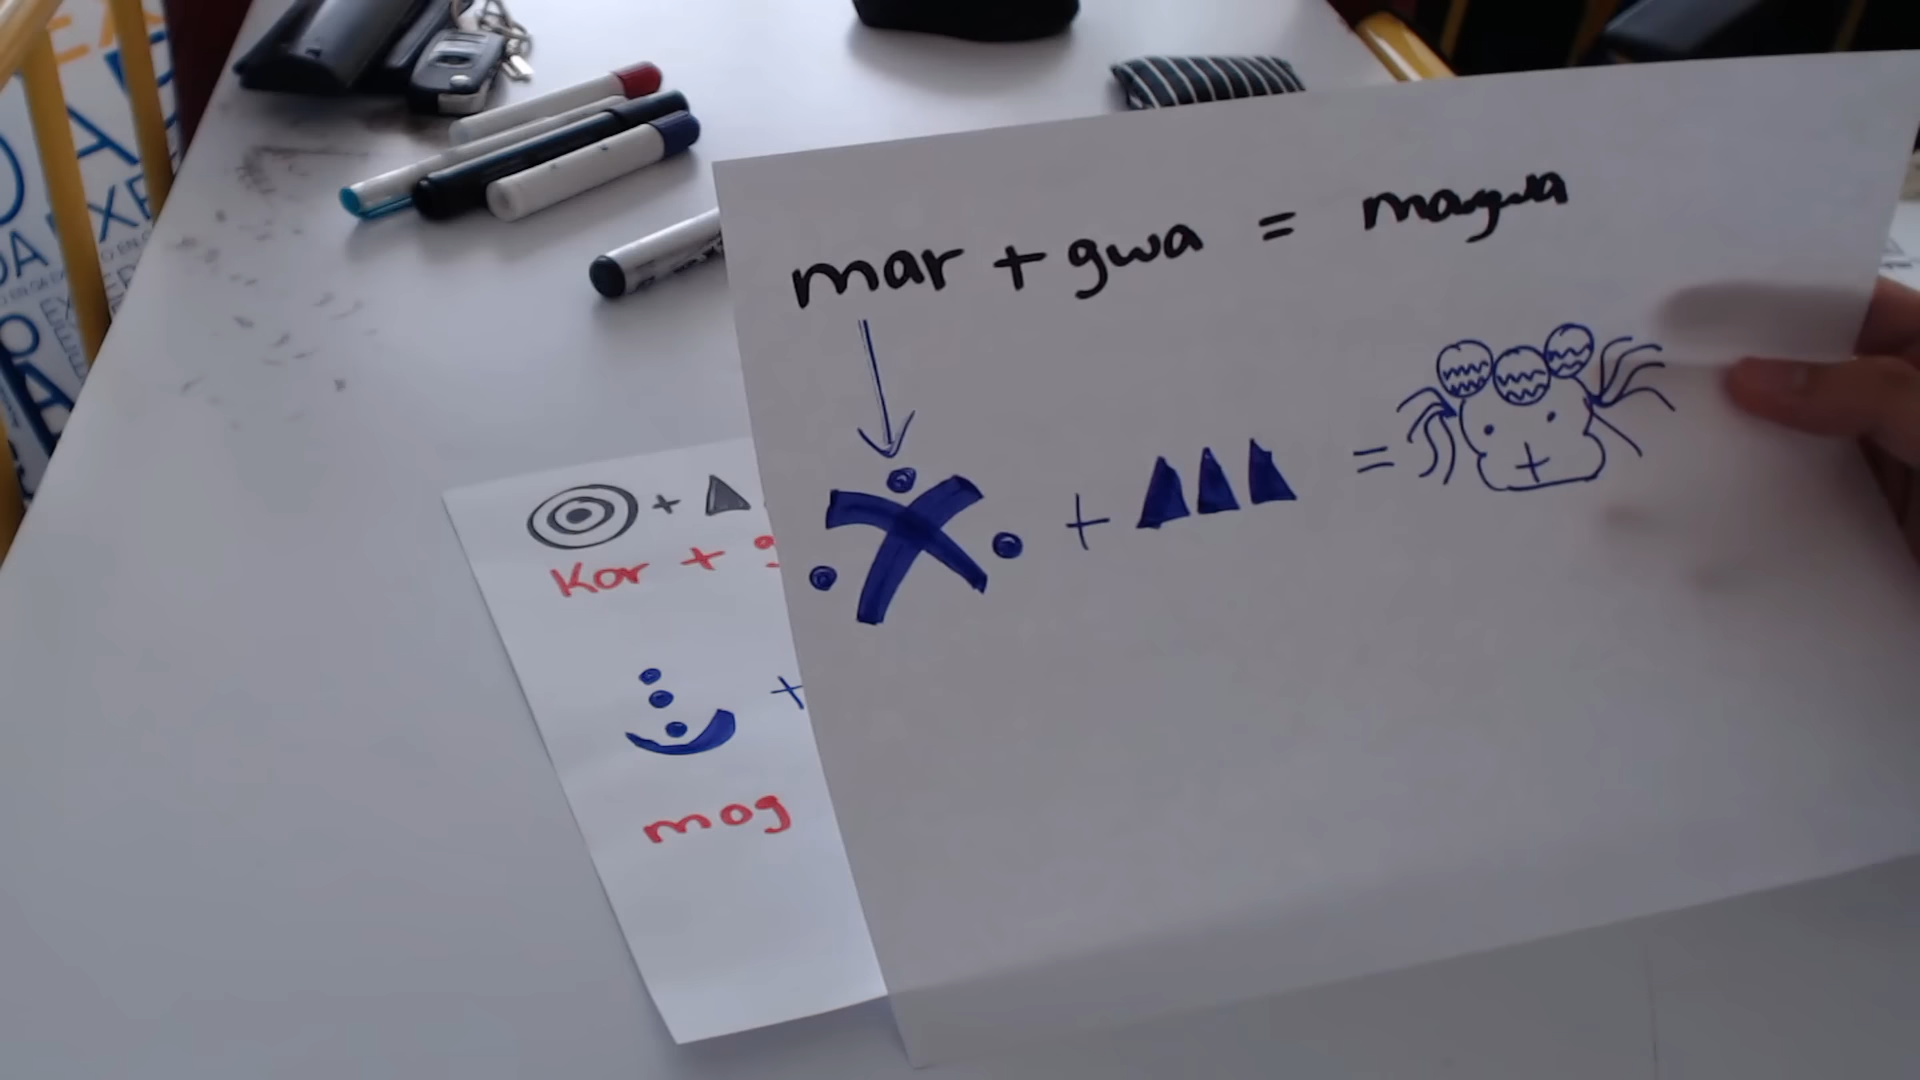 mar + gwa = magwa
+ =
+
Kor + g
+
mog